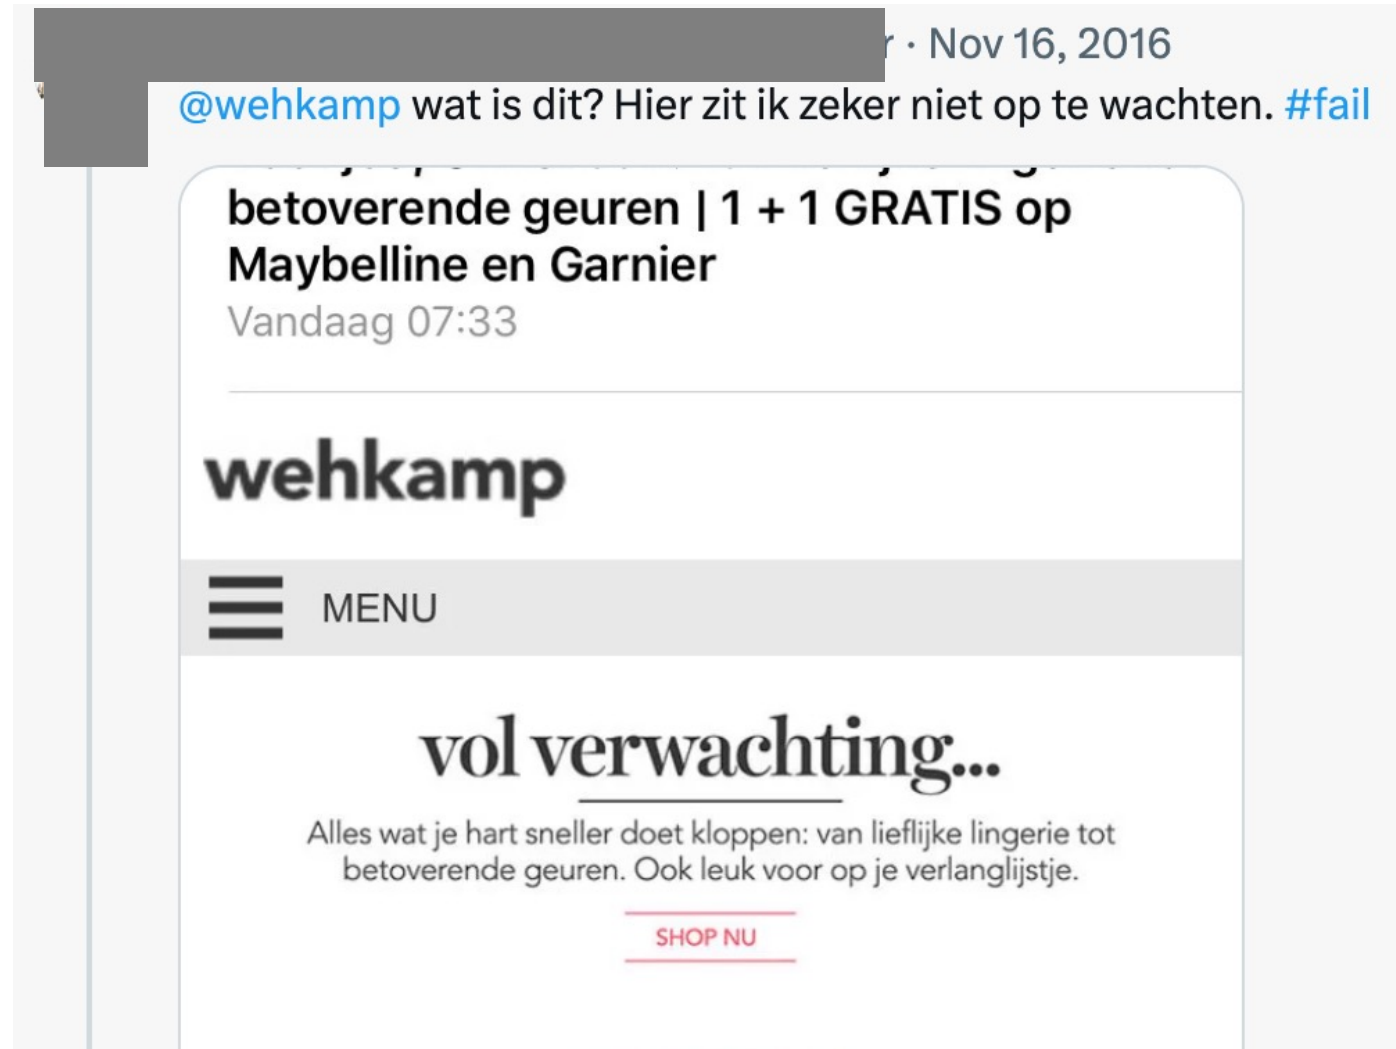 · Nov 16, 2016
@wehkamp wat is dit? Hier zit ik zeker niet op te wachten. #fail
betoverende geuren | 1 + 1 GRATIS op
Maybelline en Garnier
Vandaag 07:33
wehkamp
MENU
vol verwachting...
Alles wat je hart sneller doet kloppen: van lieflijke lingerie tot
betoverende geuren. Ook leuk voor op je verlanglijstje.
SHOP NU